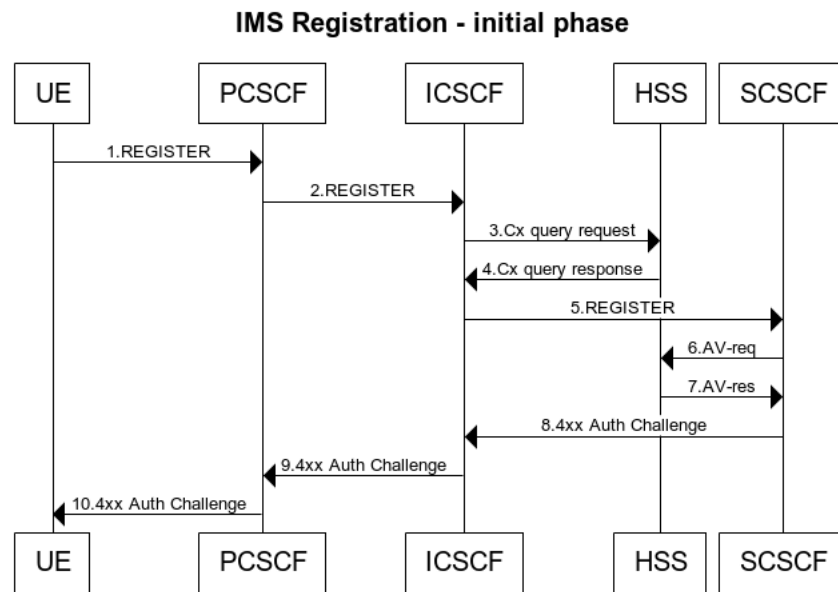 IMS Registration - initial phase
UE PCSCF ICSCF HSS SCSCF
1.REGISTER
2.REGISTER
3.Cx query request
4.Cx query response
5.REGISTER
6.AV-req
7.AV-res
8.4xx Auth Challenge
9.4xx Auth Challenge
10.4xx Auth Challenge
UE PCSCF ICSCF HSS SCSCF